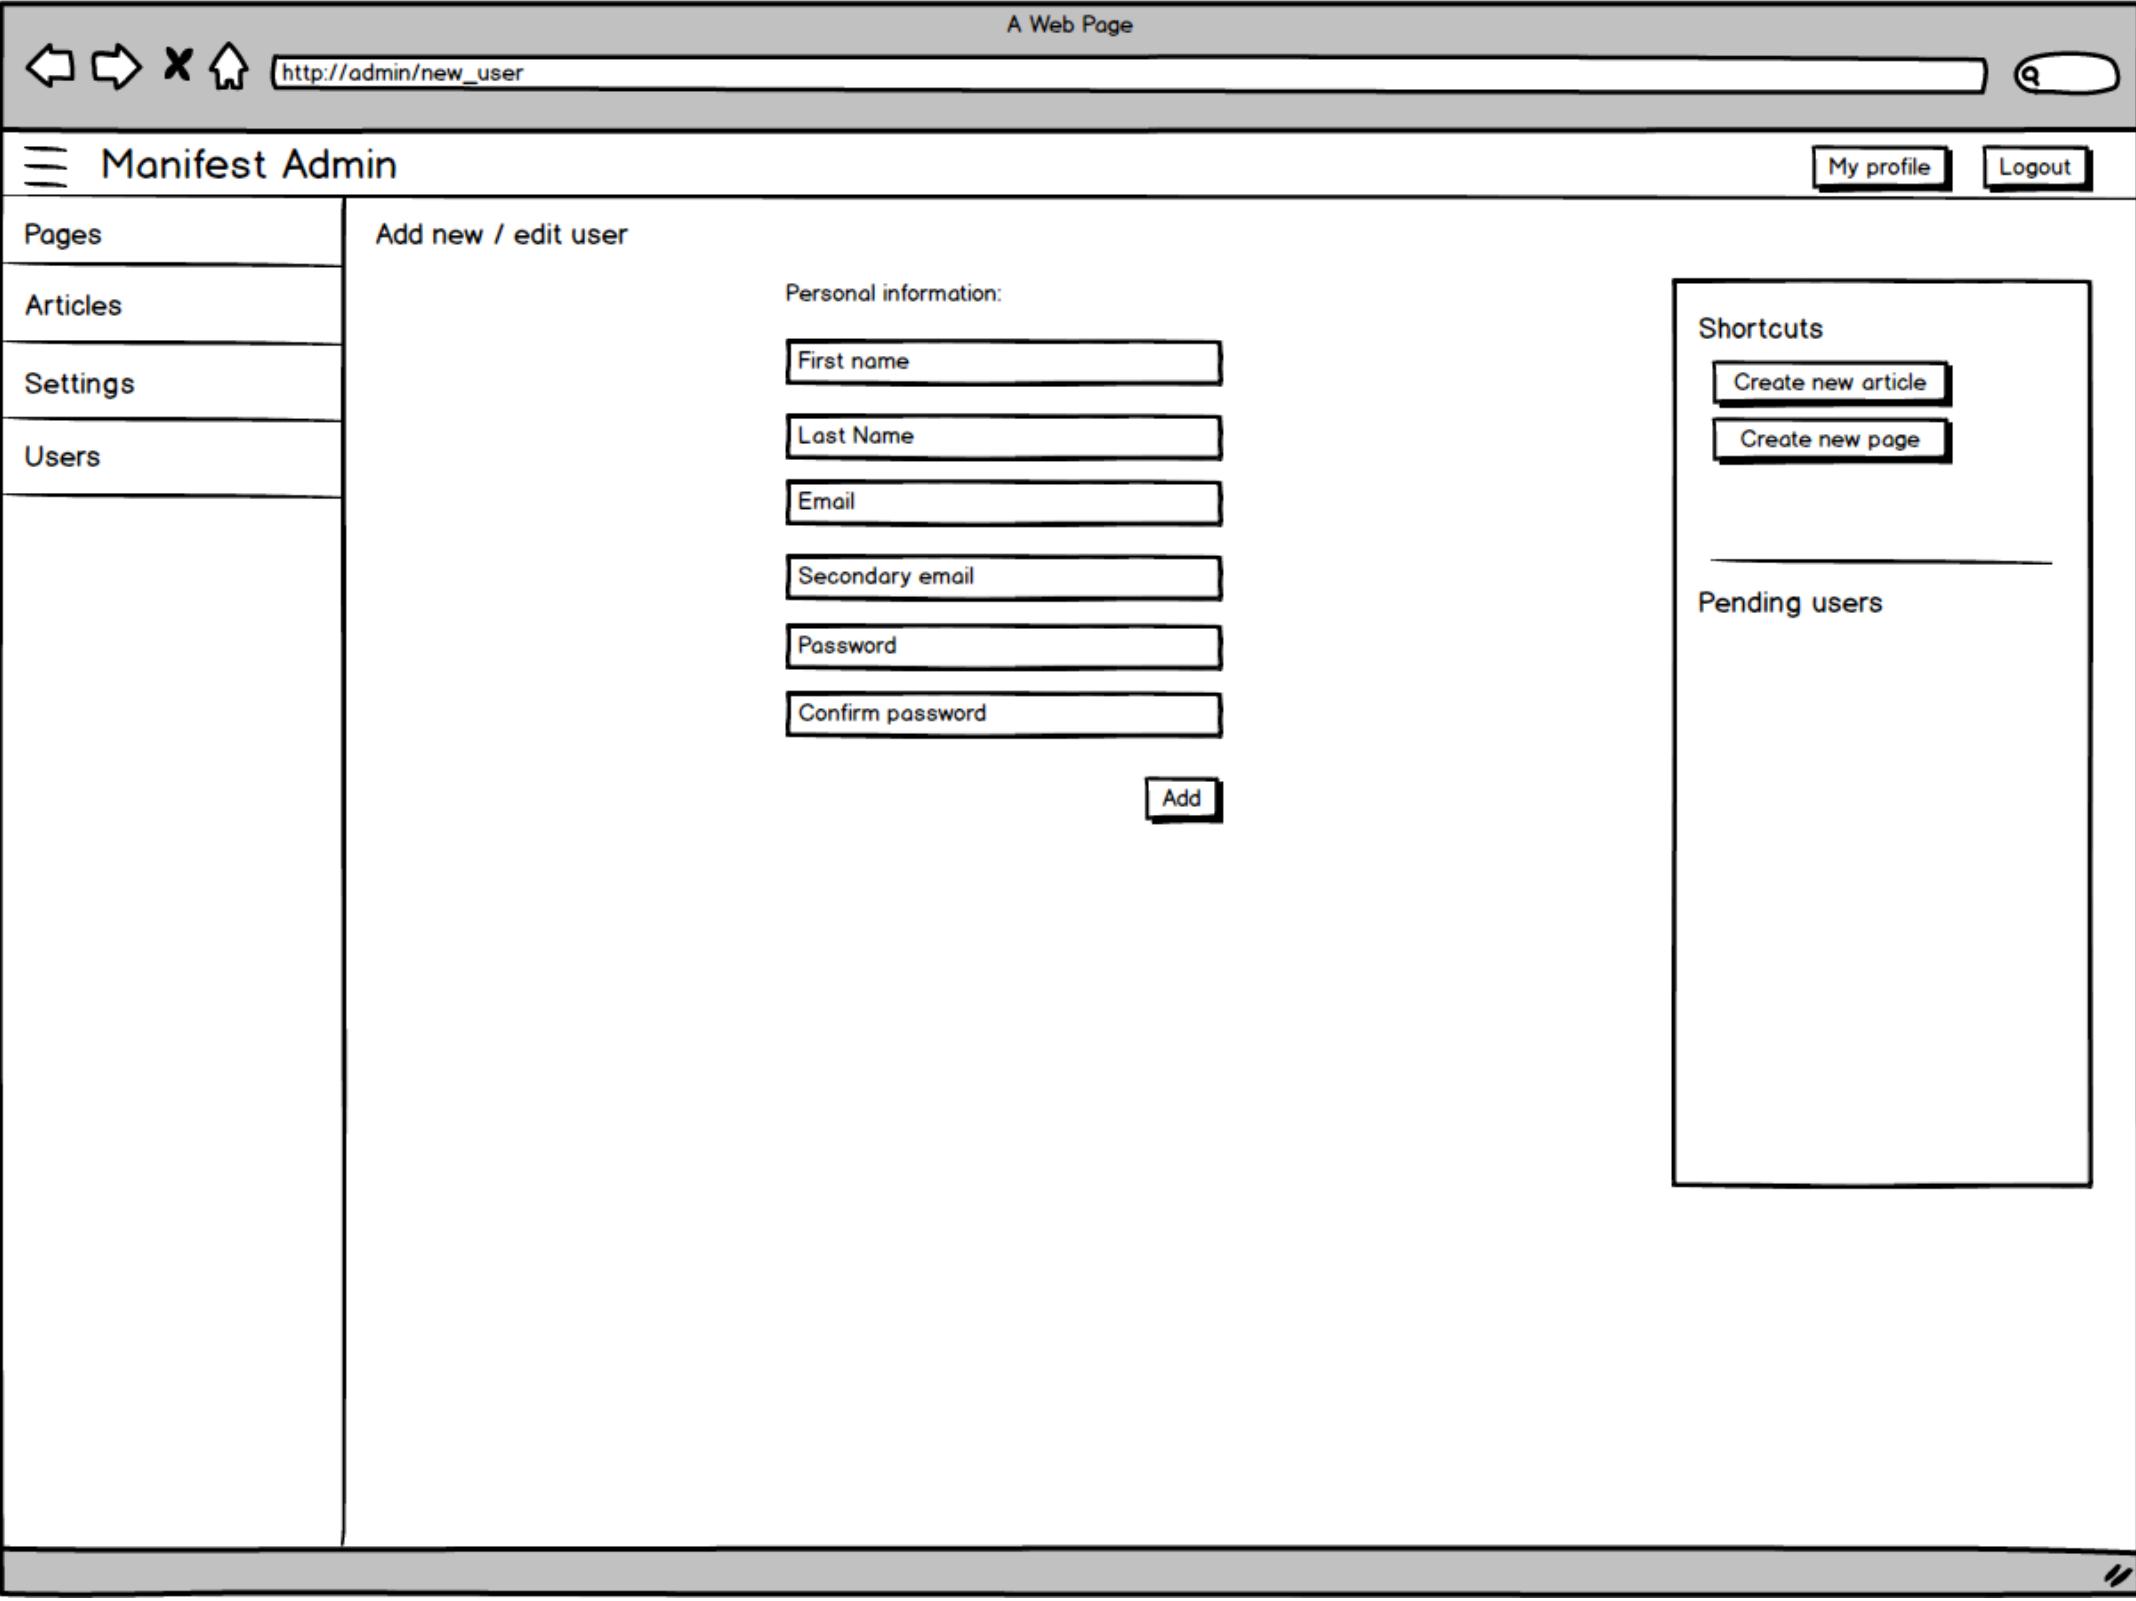 A Web Page
http://admin/new_user
Manifest Admin
My profile
Logout
Pages
Articles
Settings
Users
Add new / edit user
Personal information:
First name
Last Name
Email
Secondary email
Password
Confirm password
Add
Shortcuts
Create new article
Create new page
Pending users